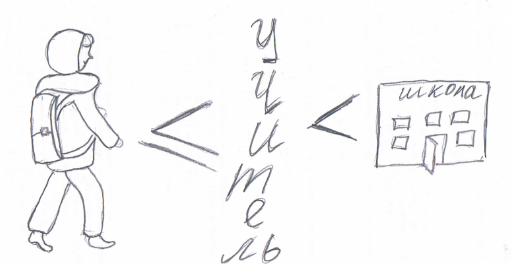 ≤
учитель
<
школа